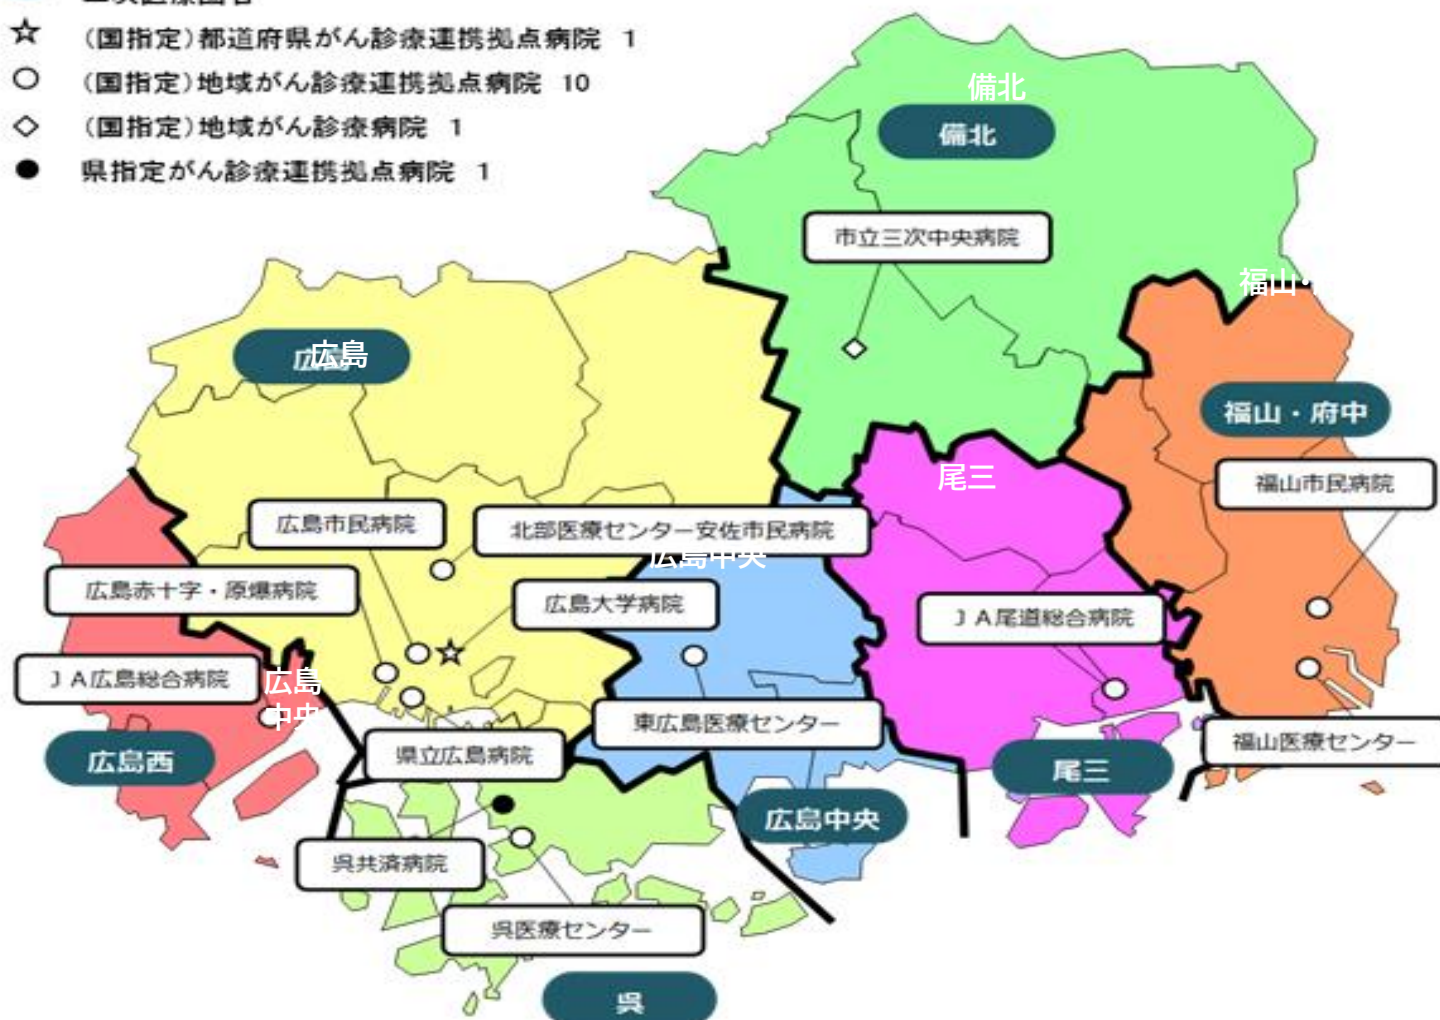 ☆ （国指定）都道府県がん診療連携拠点病院 1
○ （国指定）地域がん診療連携拠点病院 10
◇ （国指定）地域がん診療病院 1
● 県指定がん診療連携拠点病院 1
備北
備北
市立三次中央病院
福山・
広島
広島
福山・府中
尾三
福山市民病院
広島市民病院
北部医療センター安佐市民病院
広島中央
広島赤十字・原爆病院
広島大学病院
ＪＡ尾道総合病院
ＪＡ広島総合病院
広島
中央
東広島医療センター
福山医療センター
県立広島病院
広島西
尾三
広島中央
呉共済病院
呉医療センター
呉